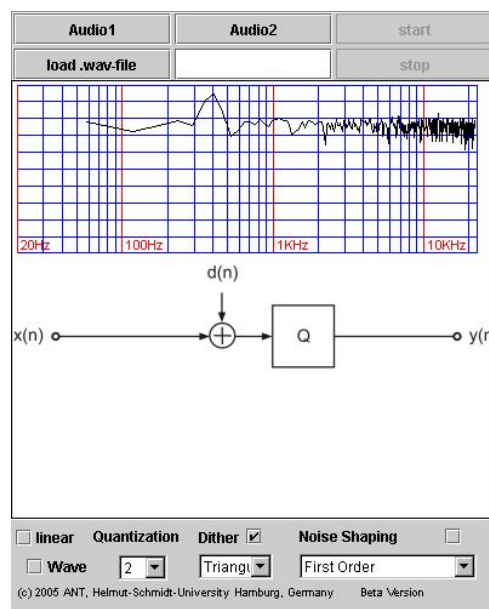 Audio1 Audio2 start
load .wav-file stop
20Hz 100Hz 1KHz 10KHz
d(n)
x(n) Q y(n
linear Quantization Dither Noise Shaping
Wave 2 Triangu First Order
(c) 2005 ANT, Helmut-Schmidt-University Hamburg, Germany Beta Version